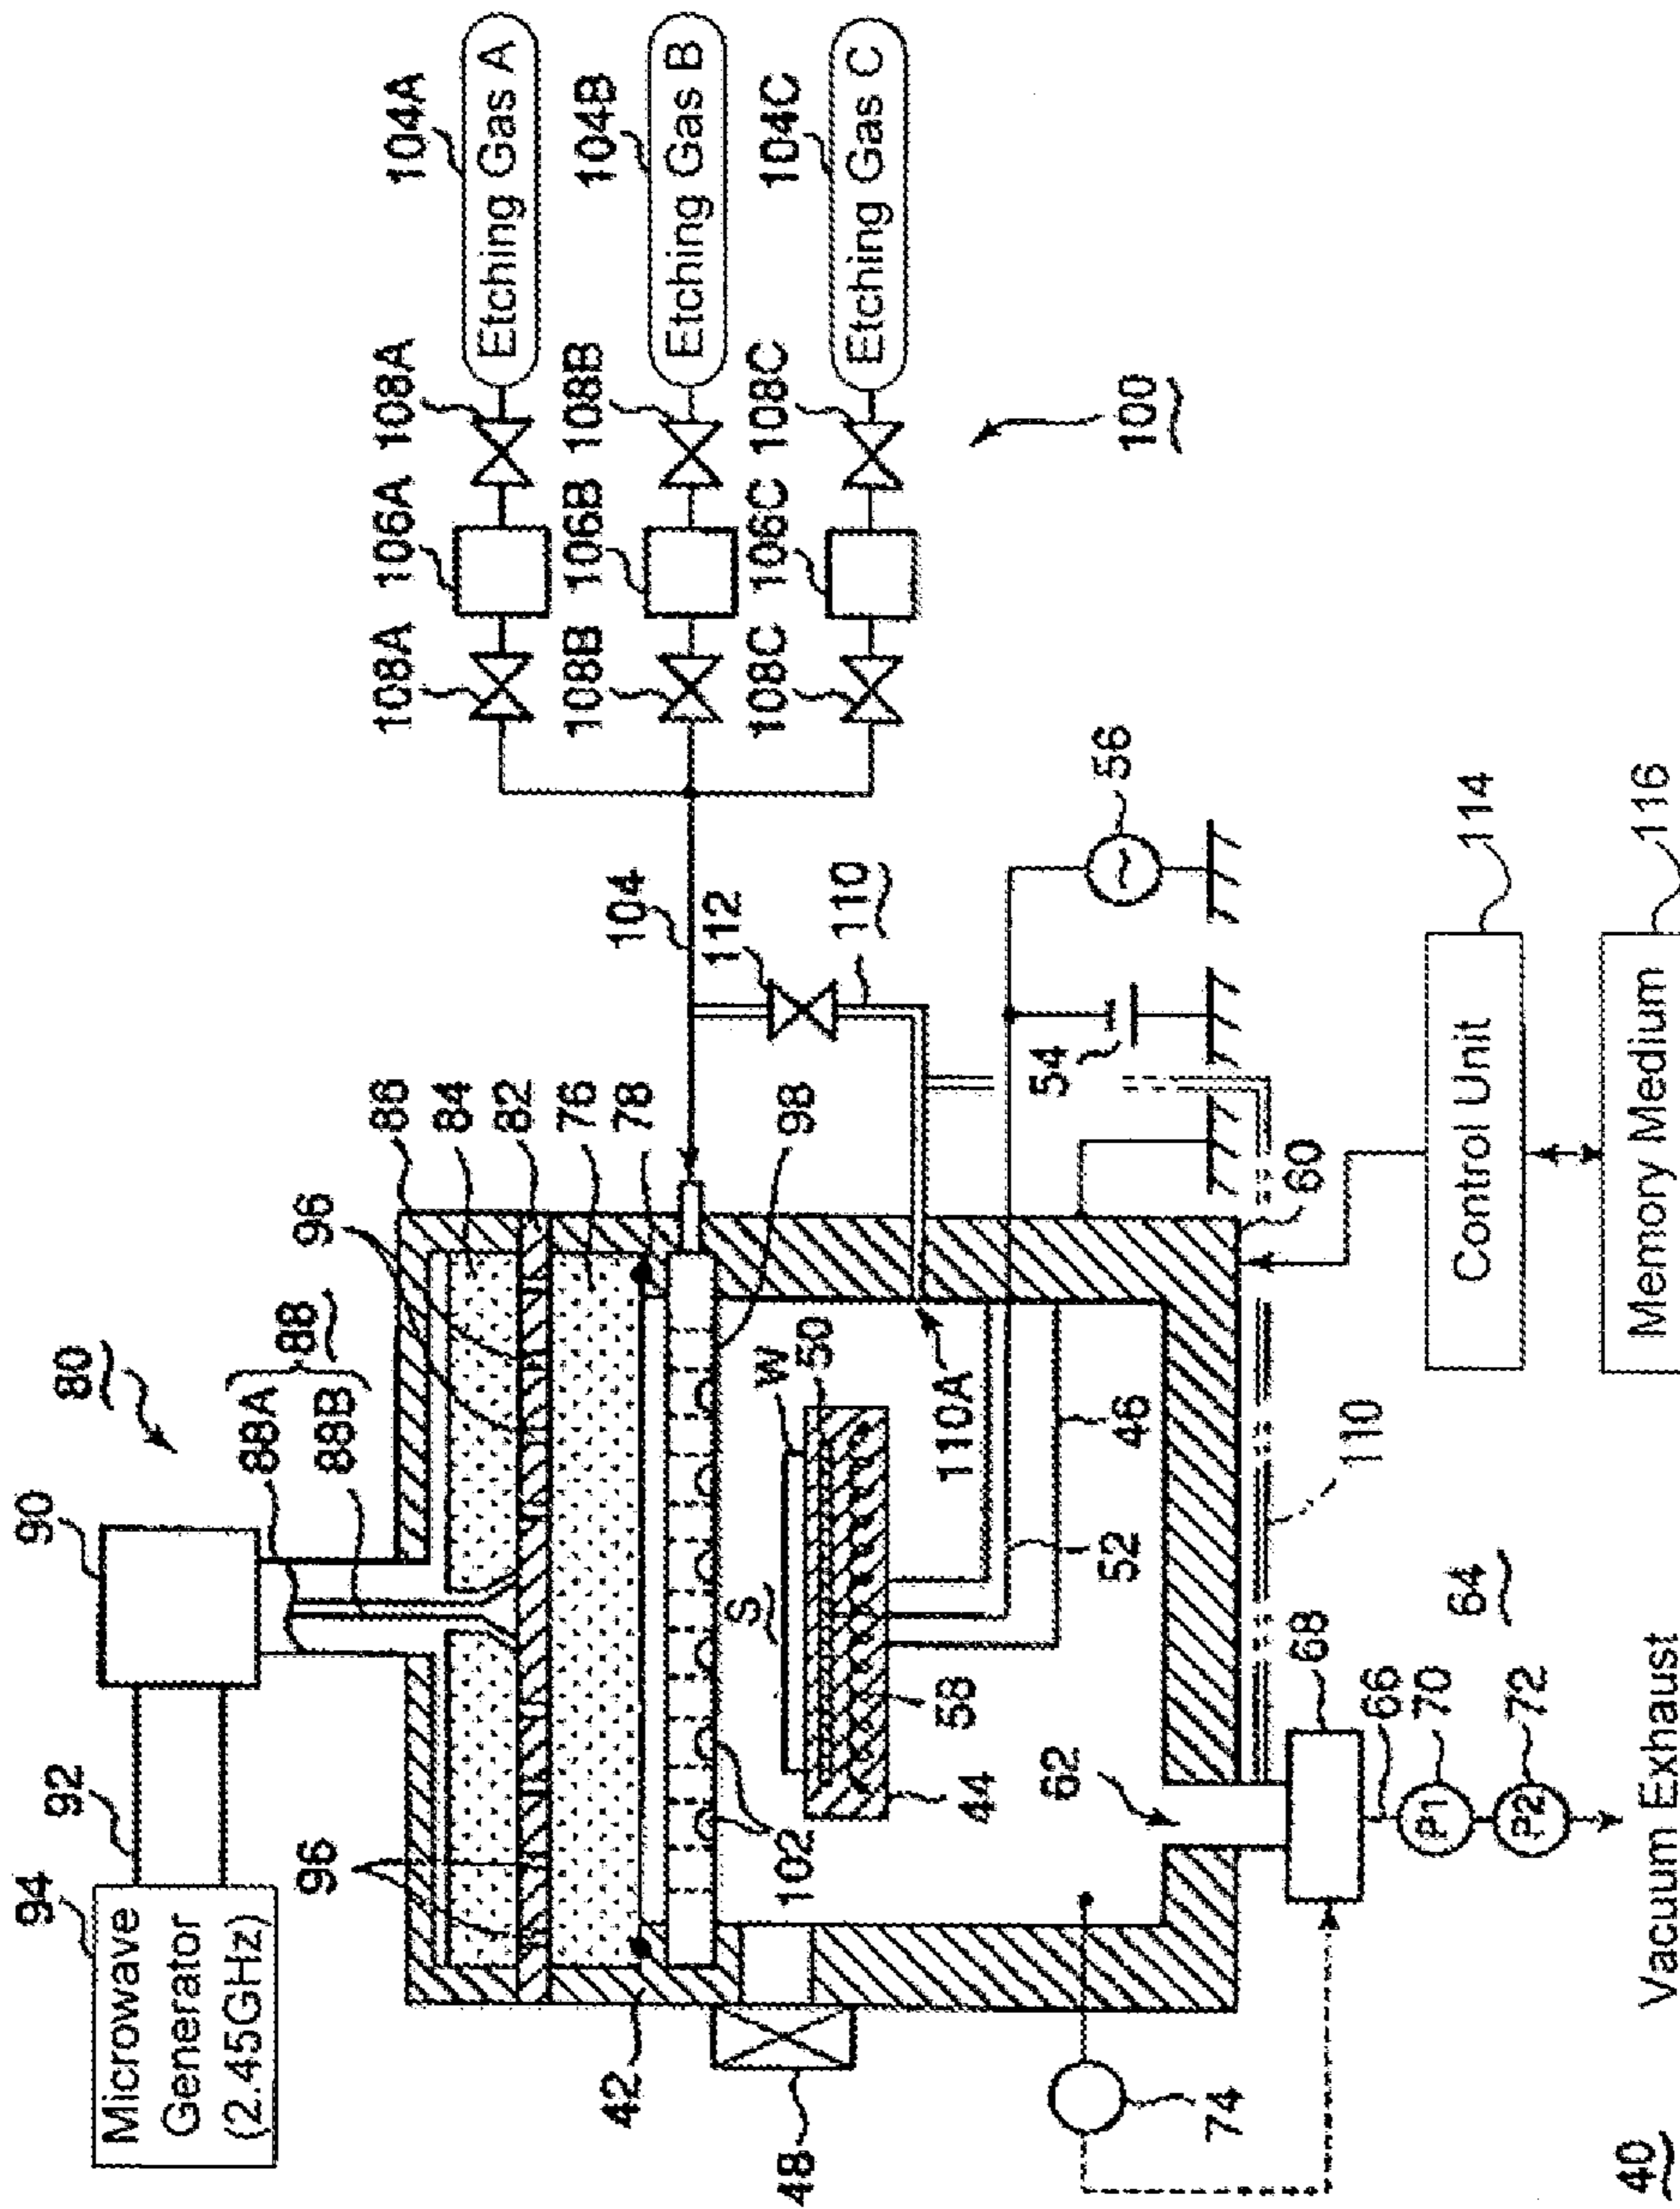 94
Microwave
Generator
(2.45GHz)
92
90
80
88A
88B
88
96
96
86
84
82
76
78
98
104
112
110
108A
106A
108A
104A
Etching Gas A
108B
106B
108B
104B
Etching Gas B
108C
106C
108C
104C
Etching Gas C
100
42
48
102
S
W
50
44
58
110A
52
46
54
56
60
62
74
68
66
64
P1
70
P2
72
110
Vacuum Exhaust
40
Control Unit
114
Memory Medium
116